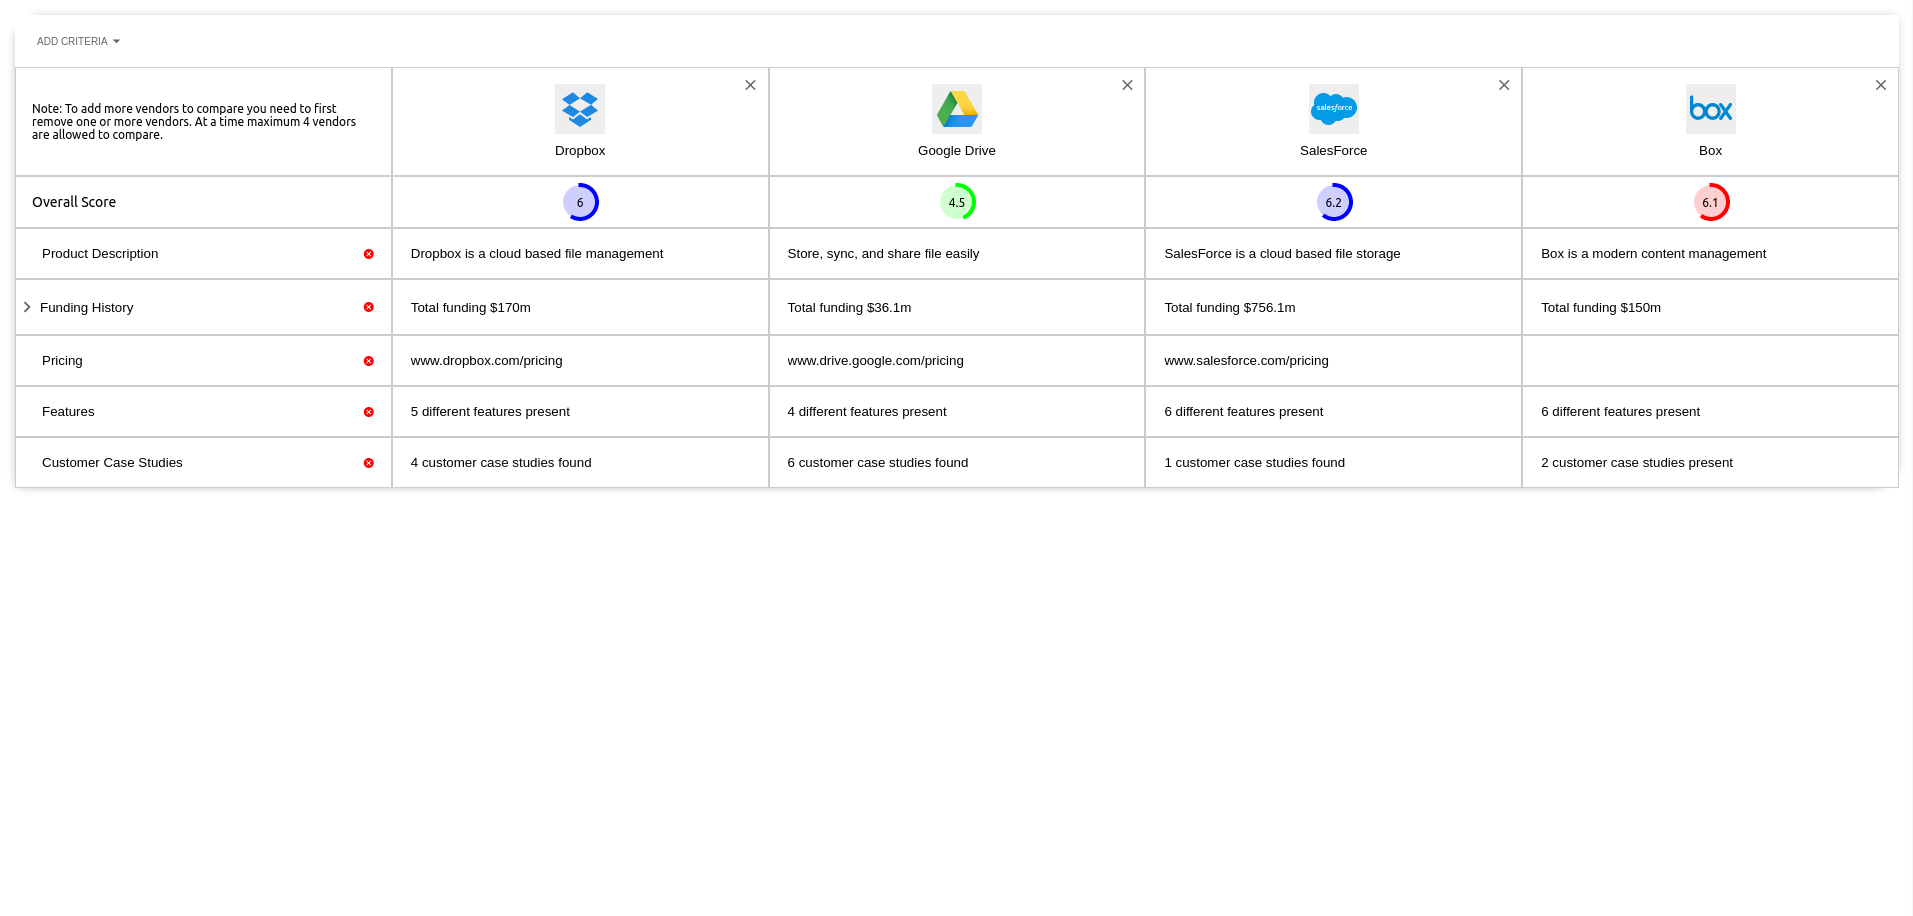 ADD CRITERIA
Note: To add more vendors to compare you need to first
remove one or more vendors. At a time maximum 4 vendors
are allowed to compare.
Dropbox
Google Drive
salesforce
SalesForce
box
Box
Overall Score
6
4.5
6.2
6.1
Product Description
Dropbox is a cloud based file management
Store, sync, and share file easily
SalesForce is a cloud based file storage
Box is a modern content management
Funding History
Total funding $170m
Total funding $36.1m
Total funding $756.1m
Total funding $150m
Pricing
www.dropbox.com/pricing
www.drive.google.com/pricing
www.salesforce.com/pricing
Features
5 different features present
4 different features present
6 different features present
6 different features present
Customer Case Studies
4 customer case studies found
6 customer case studies found
1 customer case studies found
2 customer case studies present